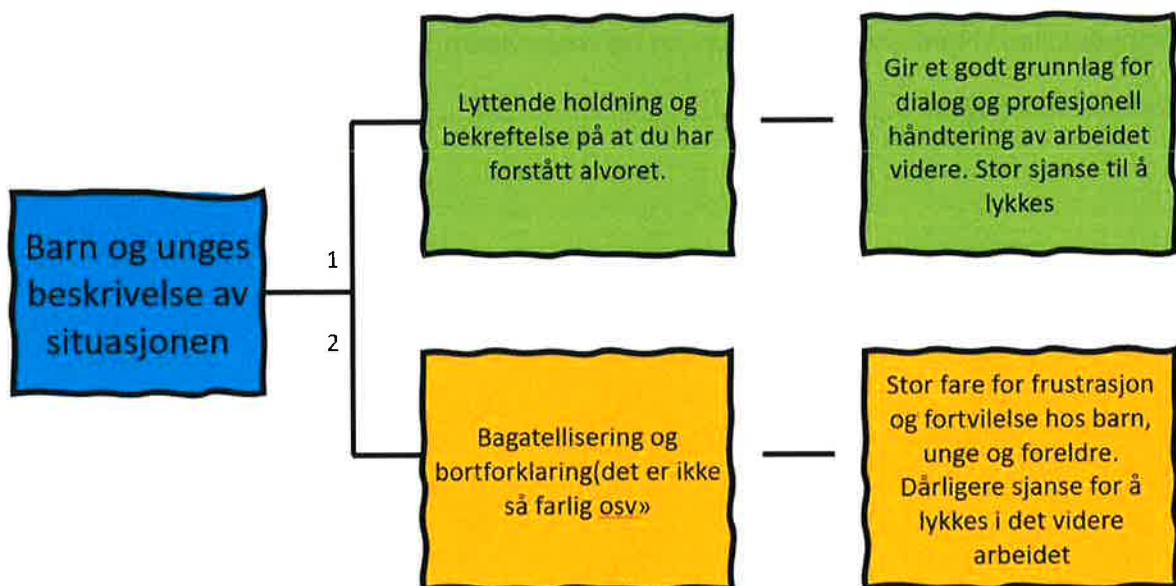 Barn og unges
beskrivelse av
situasjonen
1
2
Lyttende holdning og
bekreftelse på at du har
forstått alvoret.
Gir et godt grunnlag for
dialog og profesjonell
håndtering av arbeidet
videre. Stor sjanse til å
lykkes
Bagatellisering og
bortforklaring(det er ikke
så farlig osv»
Stor fare for frustrasjon
og fortvilelse hos barn,
unge og foreldre.
Dårligere sjanse for å
lykkes i det videre
arbeidet